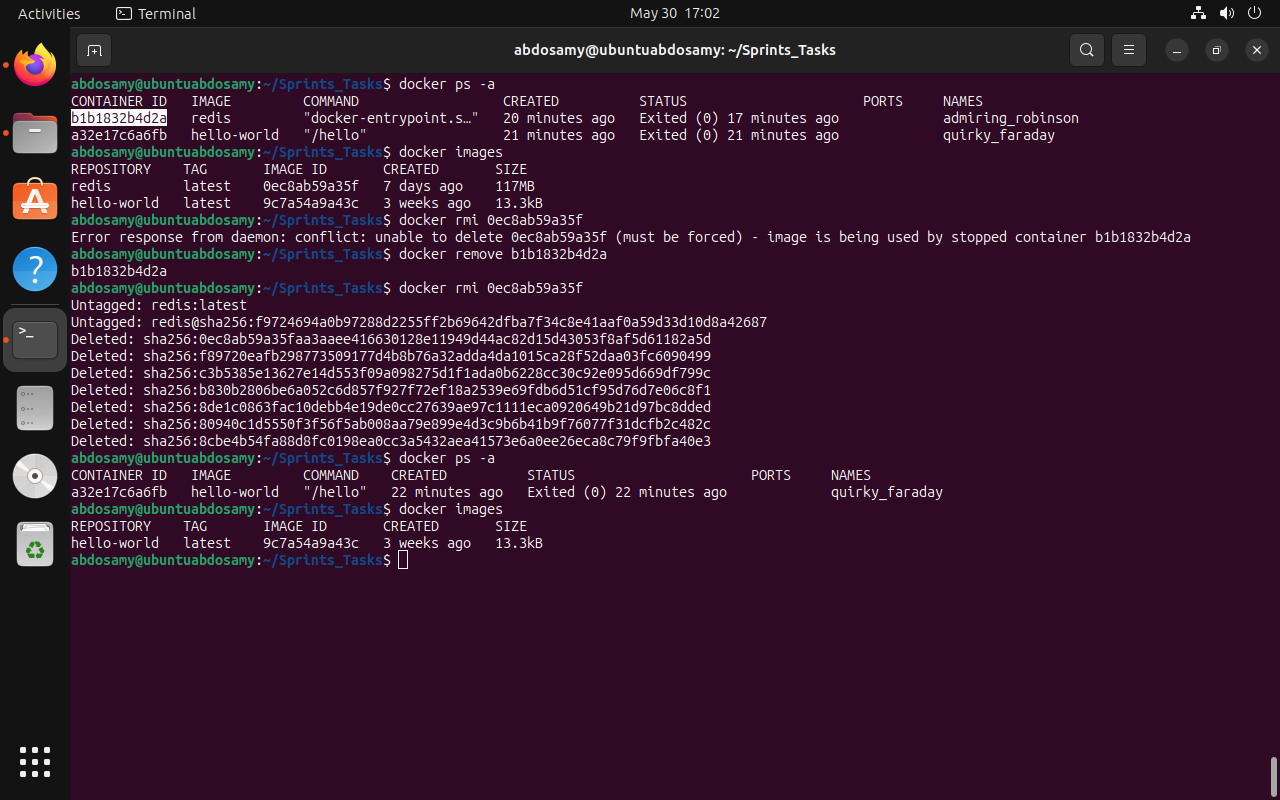 Activities Terminal May 30 17:02
abdosamy@ubuntuabdosamy: ~/Sprints_Tasks
abdosamy@ubuntuabdosamy:~/Sprints_Tasks$ docker ps -a
CONTAINER ID IMAGE COMMAND CREATED STATUS PORTS NAMES
b1b1832b4d2a redis "docker-entrypoint.s…" 20 minutes ago Exited (0) 17 minutes ago admiring_robinson
a32e17c6a6fb hello-world "/hello" 21 minutes ago Exited (0) 21 minutes ago quirky_faraday
abdosamy@ubuntuabdosamy:~/Sprints_Tasks$ docker images
REPOSITORY TAG IMAGE ID CREATED SIZE
redis latest 0ec8ab59a35f 7 days ago 117MB
hello-world latest 9c7a54a9a43c 3 weeks ago 13.3kB
abdosamy@ubuntuabdosamy:~/Sprints_Tasks$ docker rmi 0ec8ab59a35f
Error response from daemon: conflict: unable to delete 0ec8ab59a35f (must be forced) - image is being used by stopped container b1b1832b4d2a
abdosamy@ubuntuabdosamy:~/Sprints_Tasks$ docker remove b1b1832b4d2a
b1b1832b4d2a
abdosamy@ubuntuabdosamy:~/Sprints_Tasks$ docker rmi 0ec8ab59a35f
Untagged: redis:latest
Untagged: redis@sha256:f9724694a0b97288d2255ff2b69642dfba7f34c8e41aaf0a59d33d10d8a42687
Deleted: sha256:0ec8ab59a35faa3aaee416630128e11949d44ac82d15d43053f8af5d61182a5d
Deleted: sha256:f89720eafb298773509177d4b8b76a32adda4da1015ca28f52daa03fc6090499
Deleted: sha256:c3b5385e13627e14d553f09a098275d1f1ada0b6228cc30c92e095d669df799c
Deleted: sha256:b830b2806be6a052c6d857f927f72ef18a2539e69fdb6d51cf95d76d7e06c8f1
Deleted: sha256:8de1c0863fac10debb4e19de0cc27639ae97c1111eca0920649b21d97bc8dded
Deleted: sha256:80940c1d5550f3f56f5ab008aa79e899e4d3c9b6b41b9f76077f31dcfb2c482c
Deleted: sha256:8cbe4b54fa88d8fc0198ea0cc3a5432aea41573e6a0ee26eca8c79f9fbfa40e3
abdosamy@ubuntuabdosamy:~/Sprints_Tasks$ docker ps -a
CONTAINER ID IMAGE COMMAND CREATED STATUS PORTS NAMES
a32e17c6a6fb hello-world "/hello" 22 minutes ago Exited (0) 22 minutes ago quirky_faraday
abdosamy@ubuntuabdosamy:~/Sprints_Tasks$ docker images
REPOSITORY TAG IMAGE ID CREATED SIZE
hello-world latest 9c7a54a9a43c 3 weeks ago 13.3kB
abdosamy@ubuntuabdosamy:~/Sprints_Tasks$